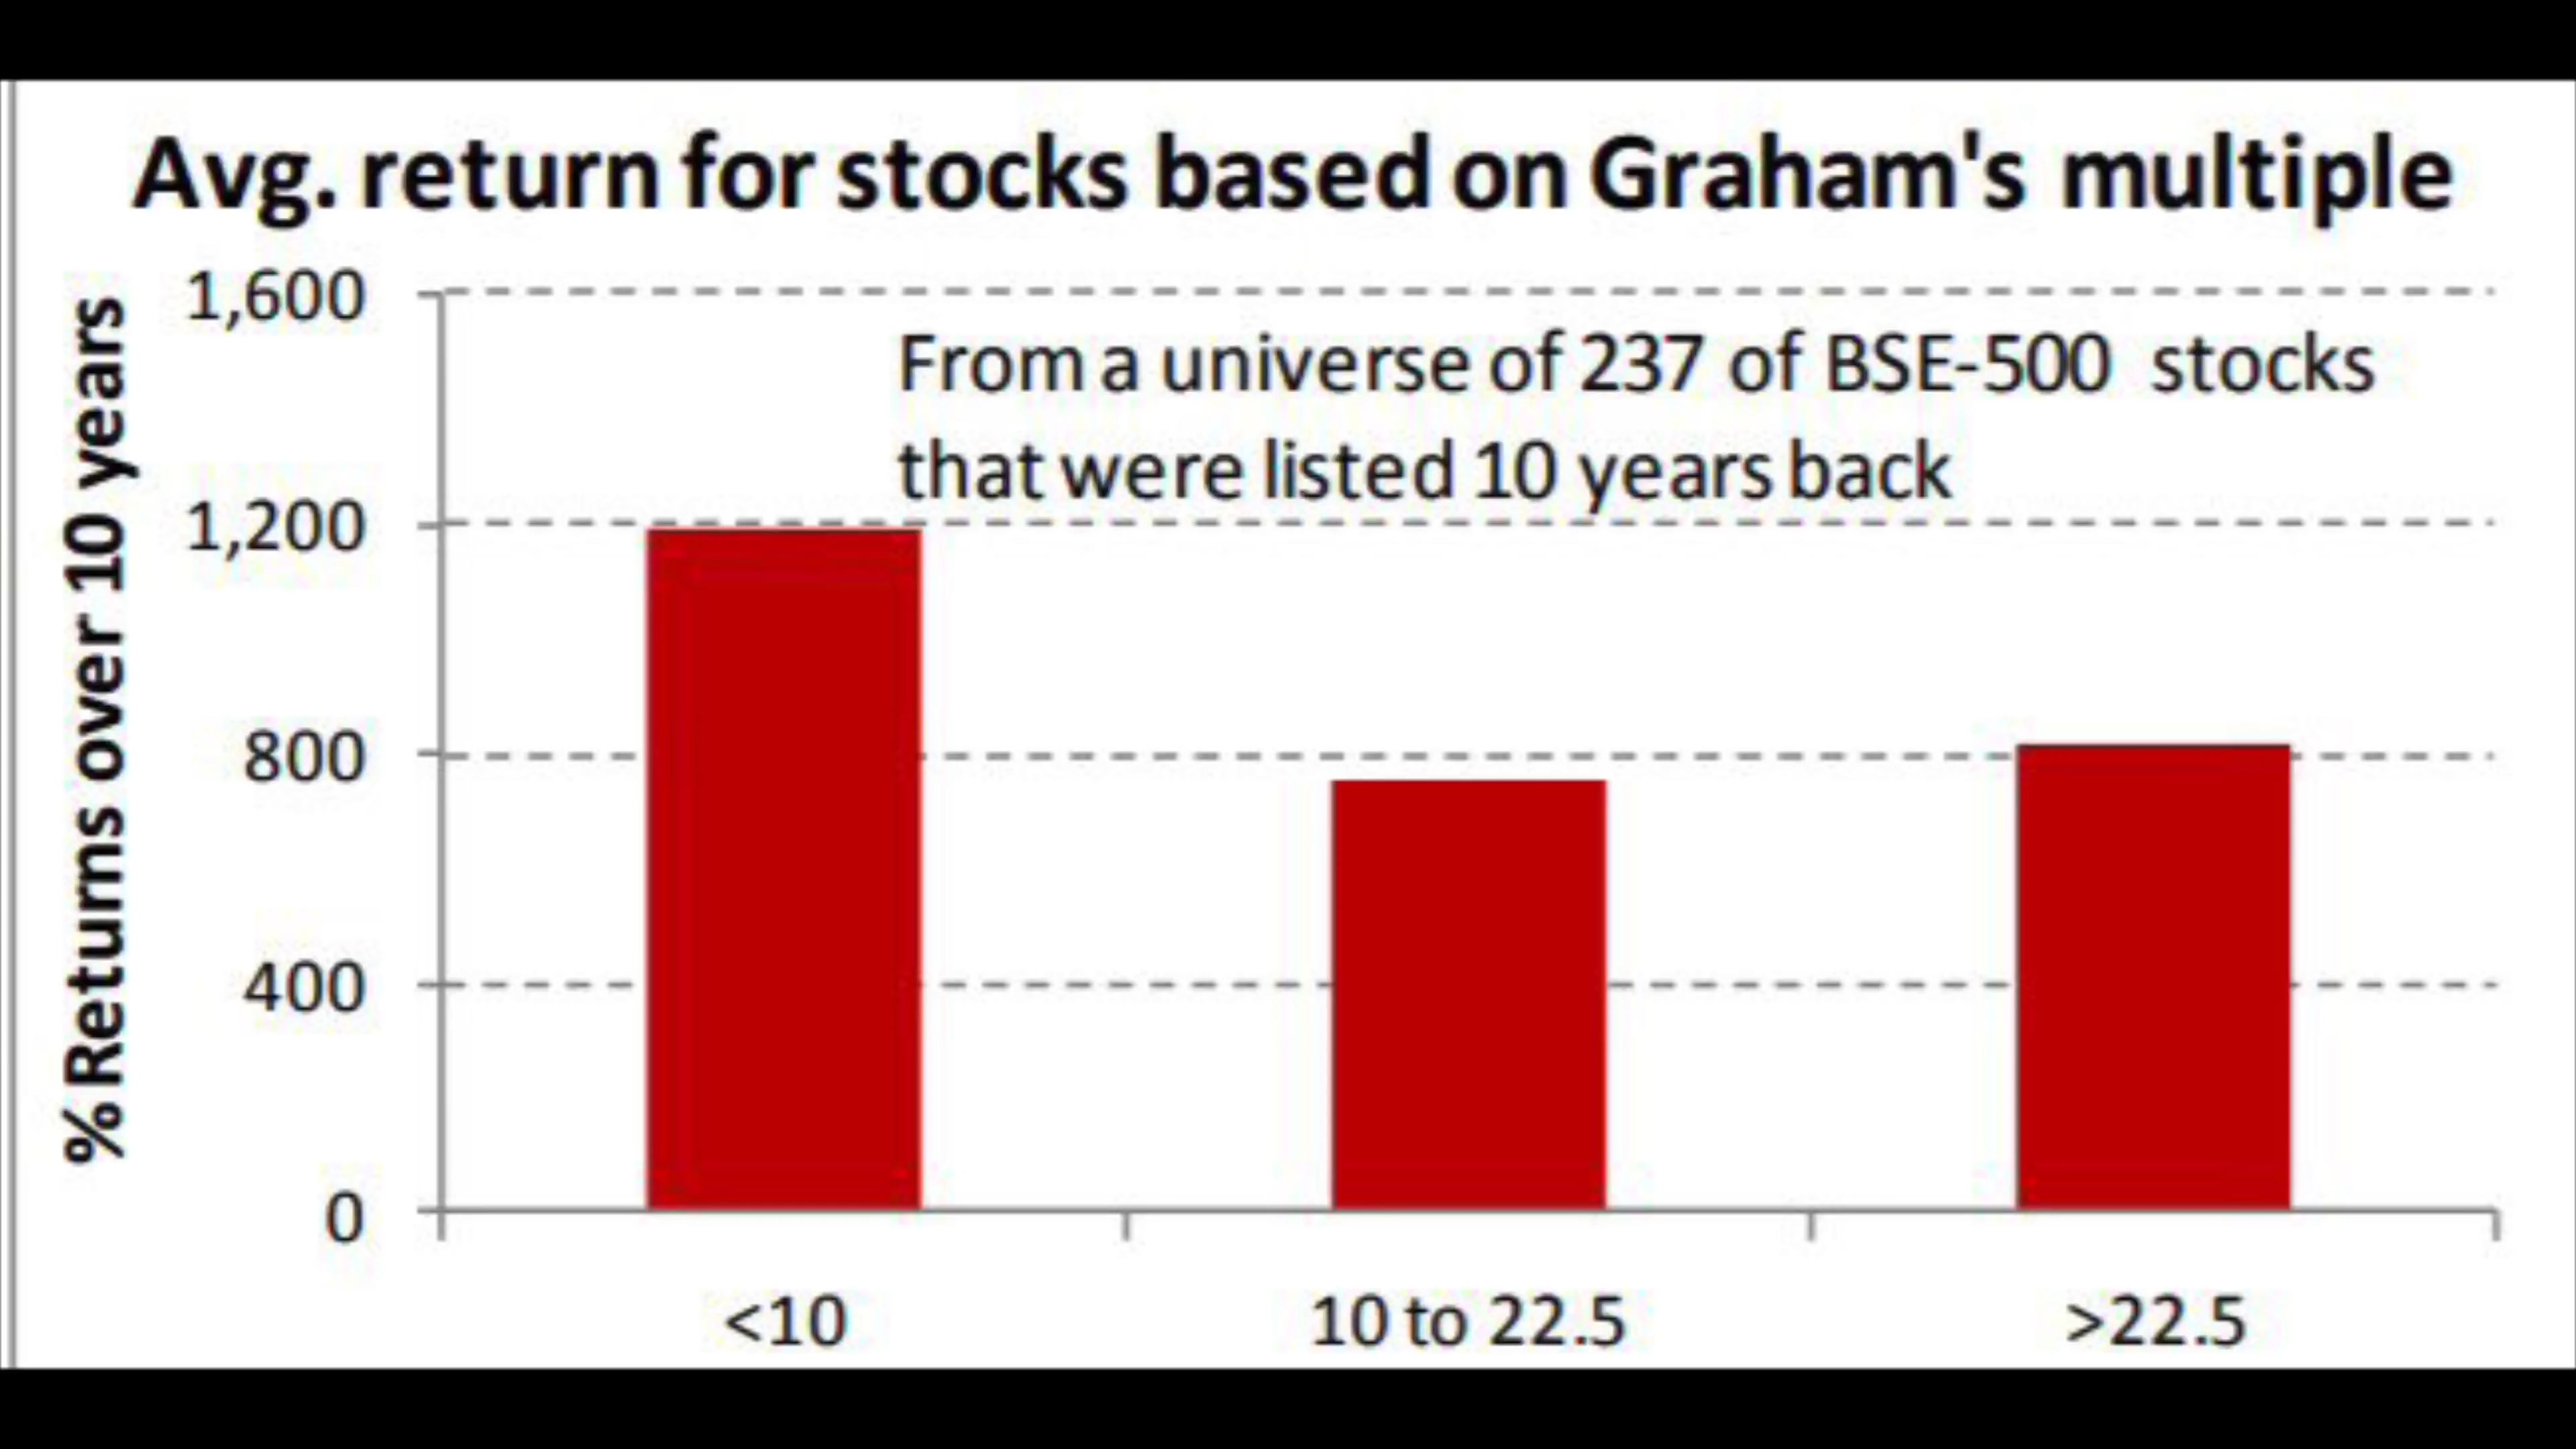 Avg. return for stocks based on Graham's multiple
% Returns over 10 years
1,600
From a universe of 237 of BSE-500 stocks
that were listed 10 years back
1,200
800
400
0
<10
10 to 22.5
>22.5